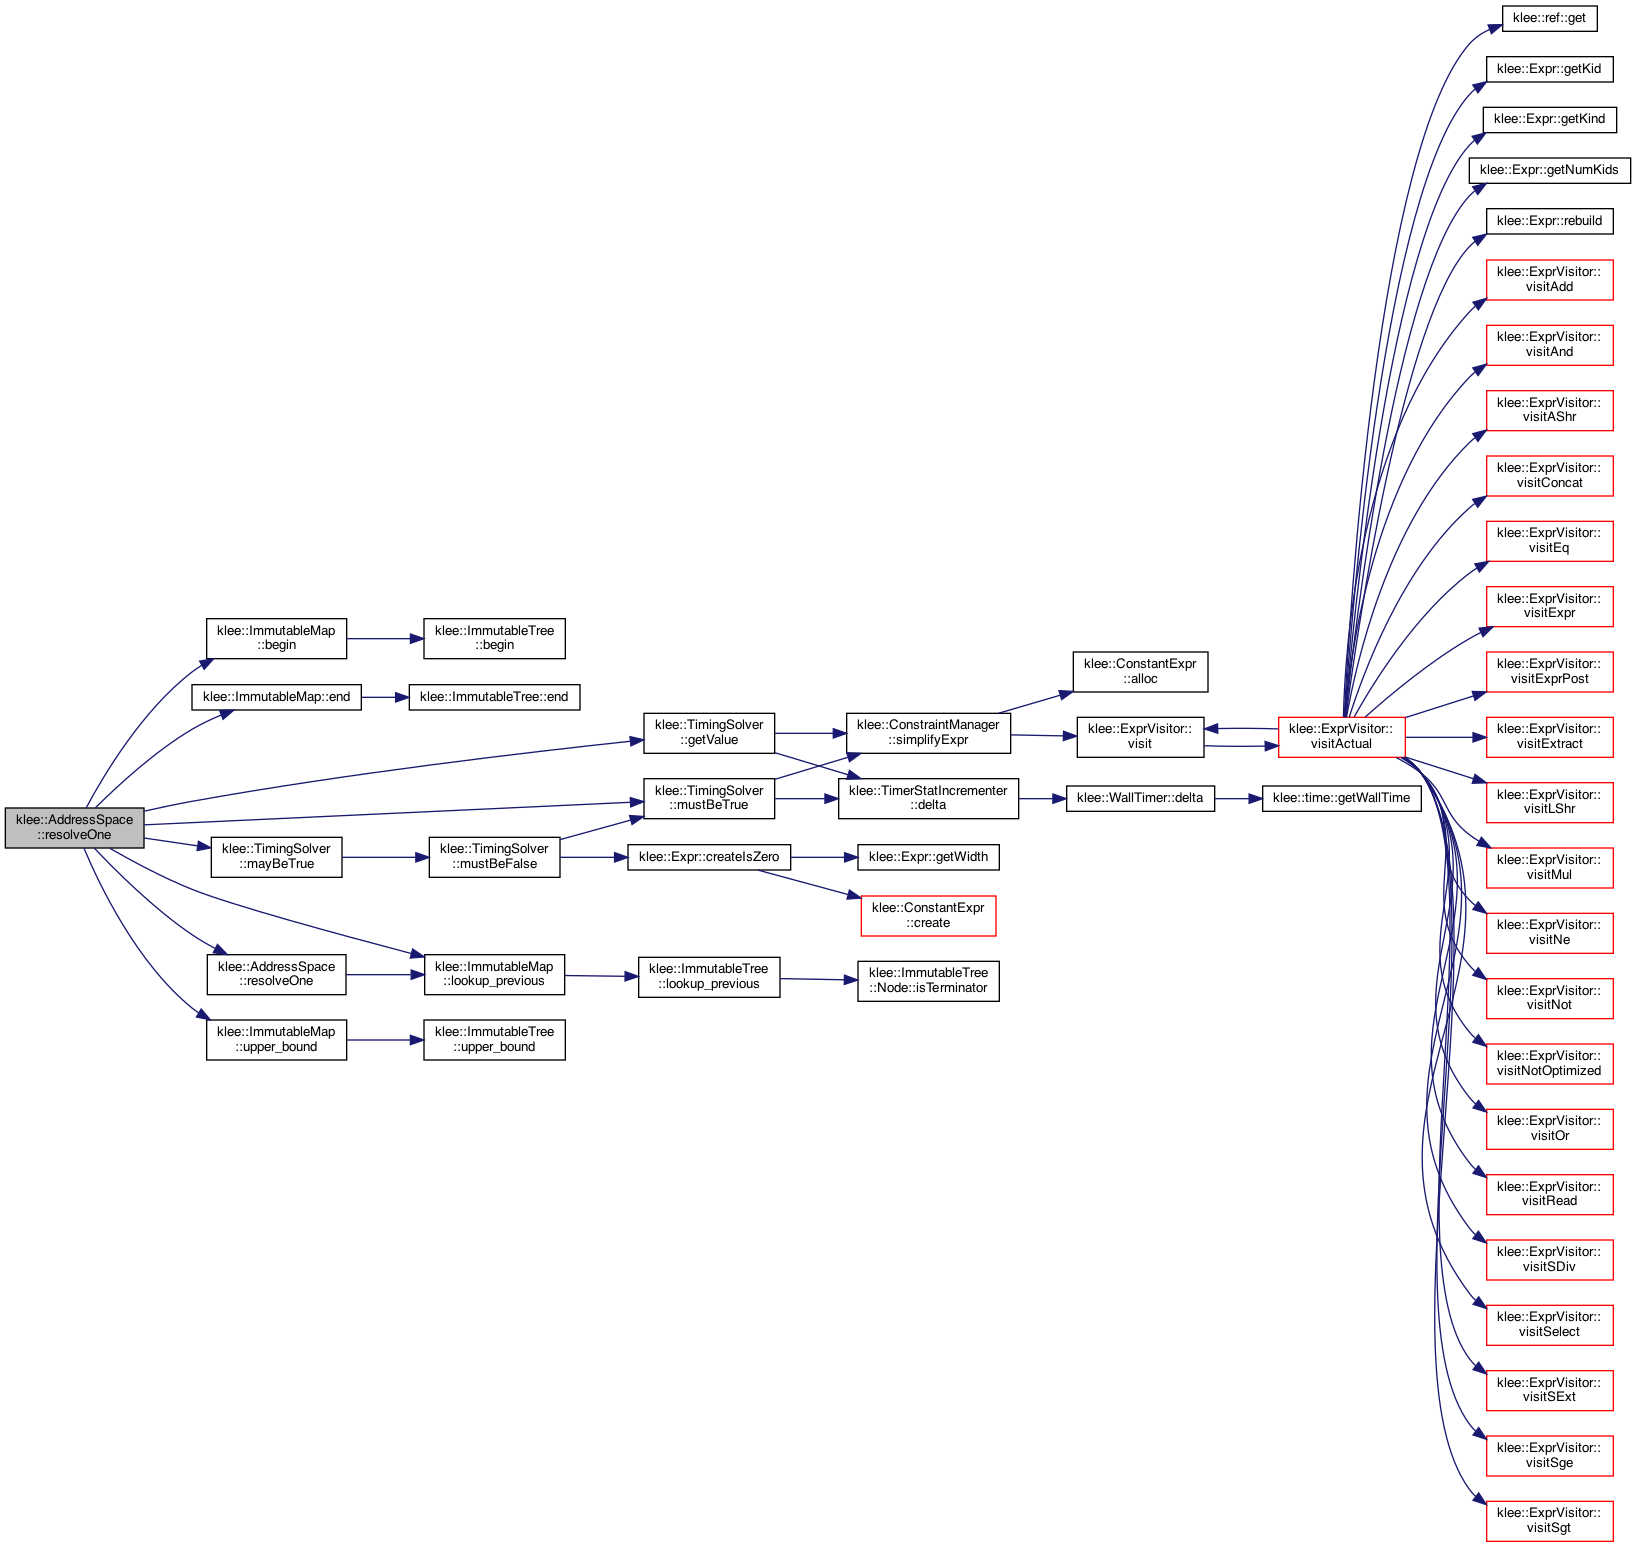 klee::AddressSpace
::resolveOne
klee::ImmutableMap
::begin
klee::ImmutableTree
::begin
klee::ImmutableMap::end
klee::ImmutableTree::end
klee::TimingSolver
::getValue
klee::TimingSolver
::mustBeTrue
klee::TimingSolver
::mayBeTrue
klee::TimingSolver
::mustBeFalse
klee::Expr::createIsZero
klee::Expr::getWidth
klee::ConstantExpr
::create
klee::AddressSpace
::resolveOne
klee::ImmutableMap
::lookup_previous
klee::ImmutableTree
::lookup_previous
klee::ImmutableTree
::Node::isTerminator
klee::ImmutableMap
::upper_bound
klee::ImmutableTree
::upper_bound
klee::ConstraintManager
::simplifyExpr
klee::ConstantExpr
::alloc
klee::ExprVisitor::
visit
klee::TimerStatIncrementer
::delta
klee::WallTimer::delta
klee::time::getWallTime
klee::ExprVisitor::
visitActual
klee::ref::get
klee::Expr::getKid
klee::Expr::getKind
klee::Expr::getNumKids
klee::Expr::rebuild
klee::ExprVisitor::
visitAdd
klee::ExprVisitor::
visitAnd
klee::ExprVisitor::
visitAShr
klee::ExprVisitor::
visitConcat
klee::ExprVisitor::
visitEq
klee::ExprVisitor::
visitExpr
klee::ExprVisitor::
visitExprPost
klee::ExprVisitor::
visitExtract
klee::ExprVisitor::
visitLShr
klee::ExprVisitor::
visitMul
klee::ExprVisitor::
visitNe
klee::ExprVisitor::
visitNot
klee::ExprVisitor::
visitNotOptimized
klee::ExprVisitor::
visitOr
klee::ExprVisitor::
visitRead
klee::ExprVisitor::
visitSDiv
klee::ExprVisitor::
visitSelect
klee::ExprVisitor::
visitSExt
klee::ExprVisitor::
visitSge
klee::ExprVisitor::
visitSgt